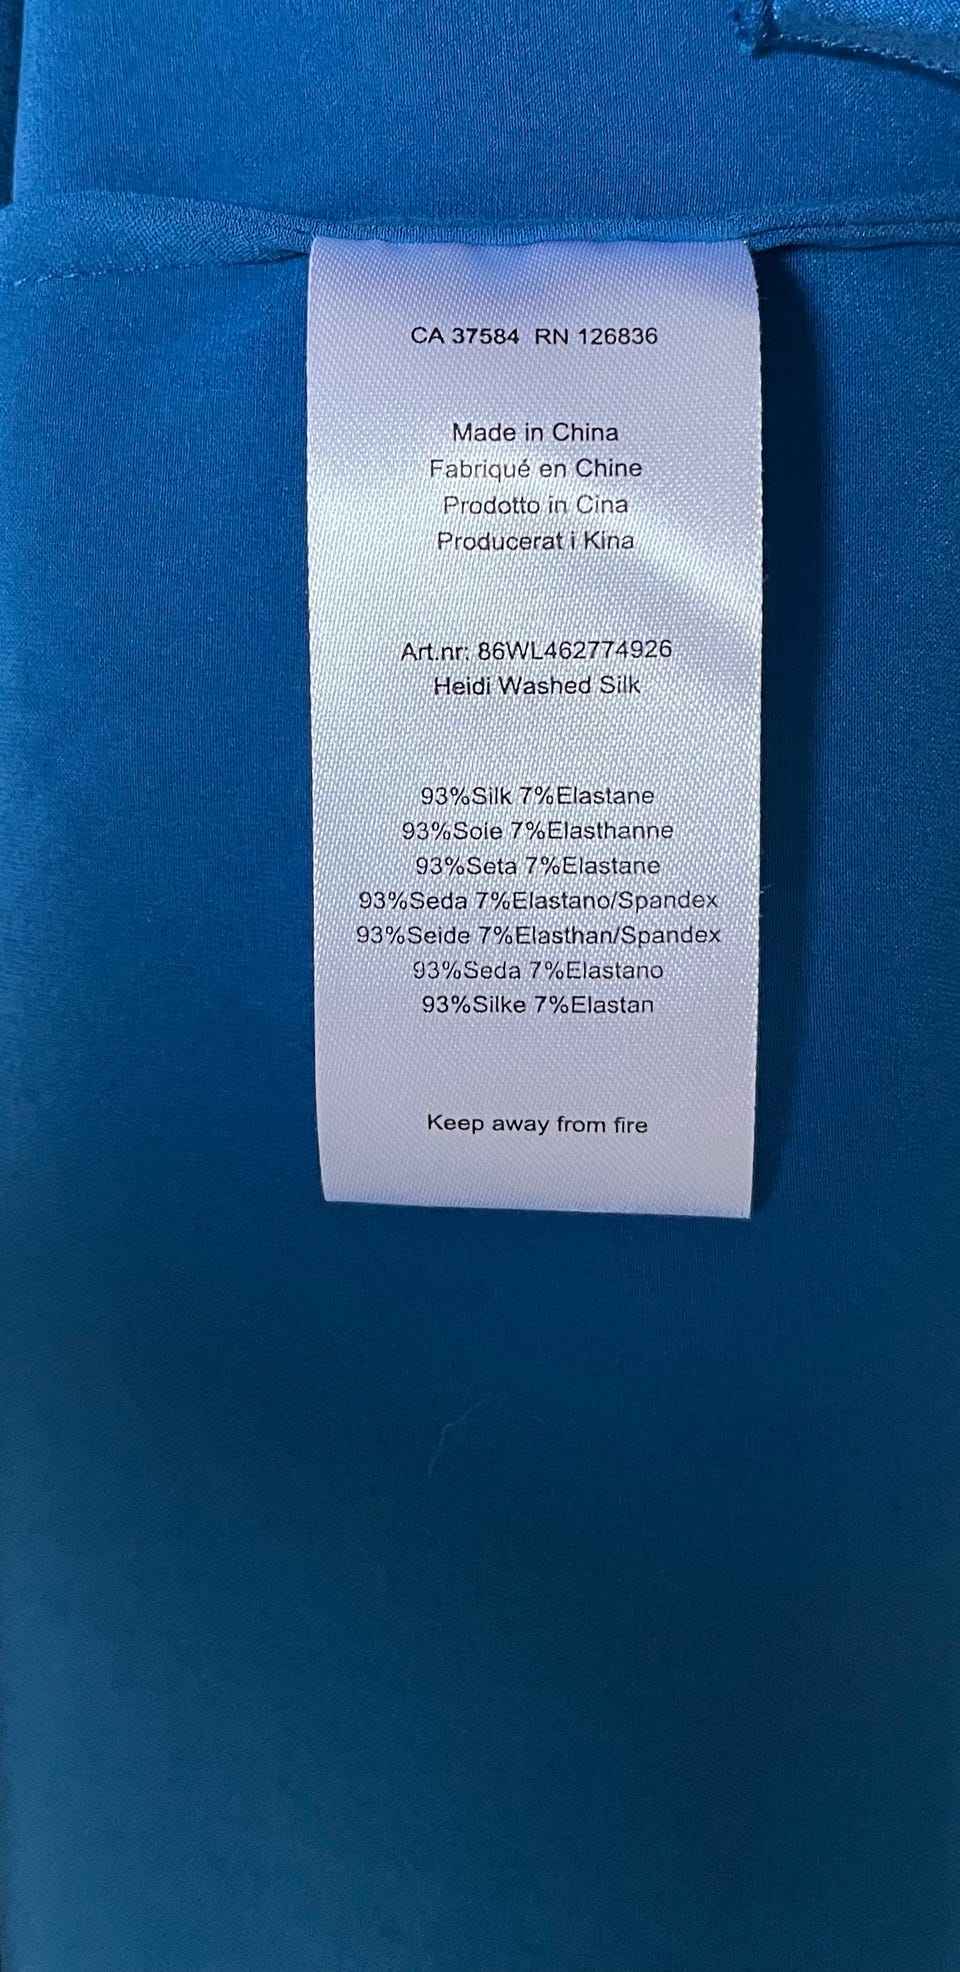 CA 37584 RN 126836
Made in China
Fabriqué en Chine
Prodotto in Cina
Producerat i Kina
Art.nr: 86WL462774926
Heidi Washed Silk
93%Silk 7%Elastane
93%Soie 7%Elasthanne
93%Seta 7%Elastane
93%Seda 7%Elastano/Spandex
93%Seide 7%Elasthan/Spandex
93%Seda 7%Elastano
93%Silke 7%Elastan
Keep away from fire